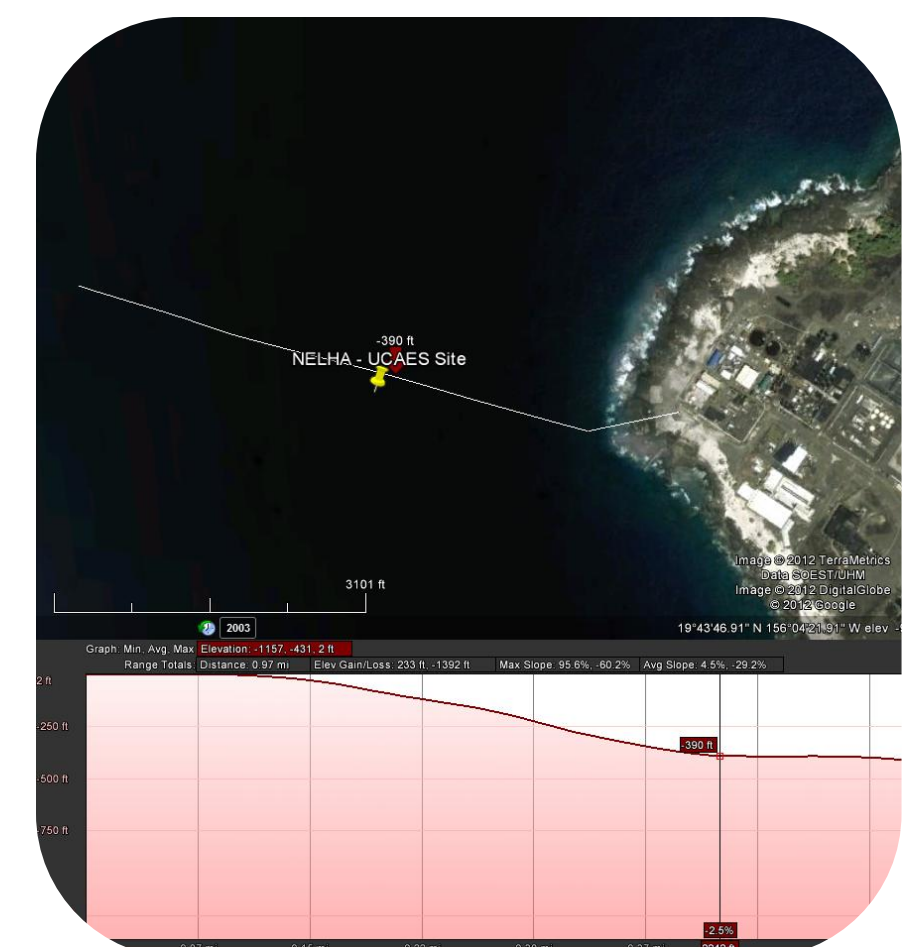 -390 ft
NELHA - UCAES Site
3101 ft
Image © 2012 TerraMetrics
Data SOEST/UHM
Image © 2012 DigitalGlobe
© 2012 Google
2003
19°43'46.91" N 156°04'21.91" W elev
Graph: Min, Avg, Max Elevation: -1157, -431, 2 ft
Range Totals: Distance: 0.97 mi Elev Gain/Loss: 233 ft, -1392 ft Max Slope: 95.6%, -60.2% Avg Slope: 4.5%, -29.2%
2 ft
-250 ft
-390 ft
-500 ft
-750 ft
-2.5%